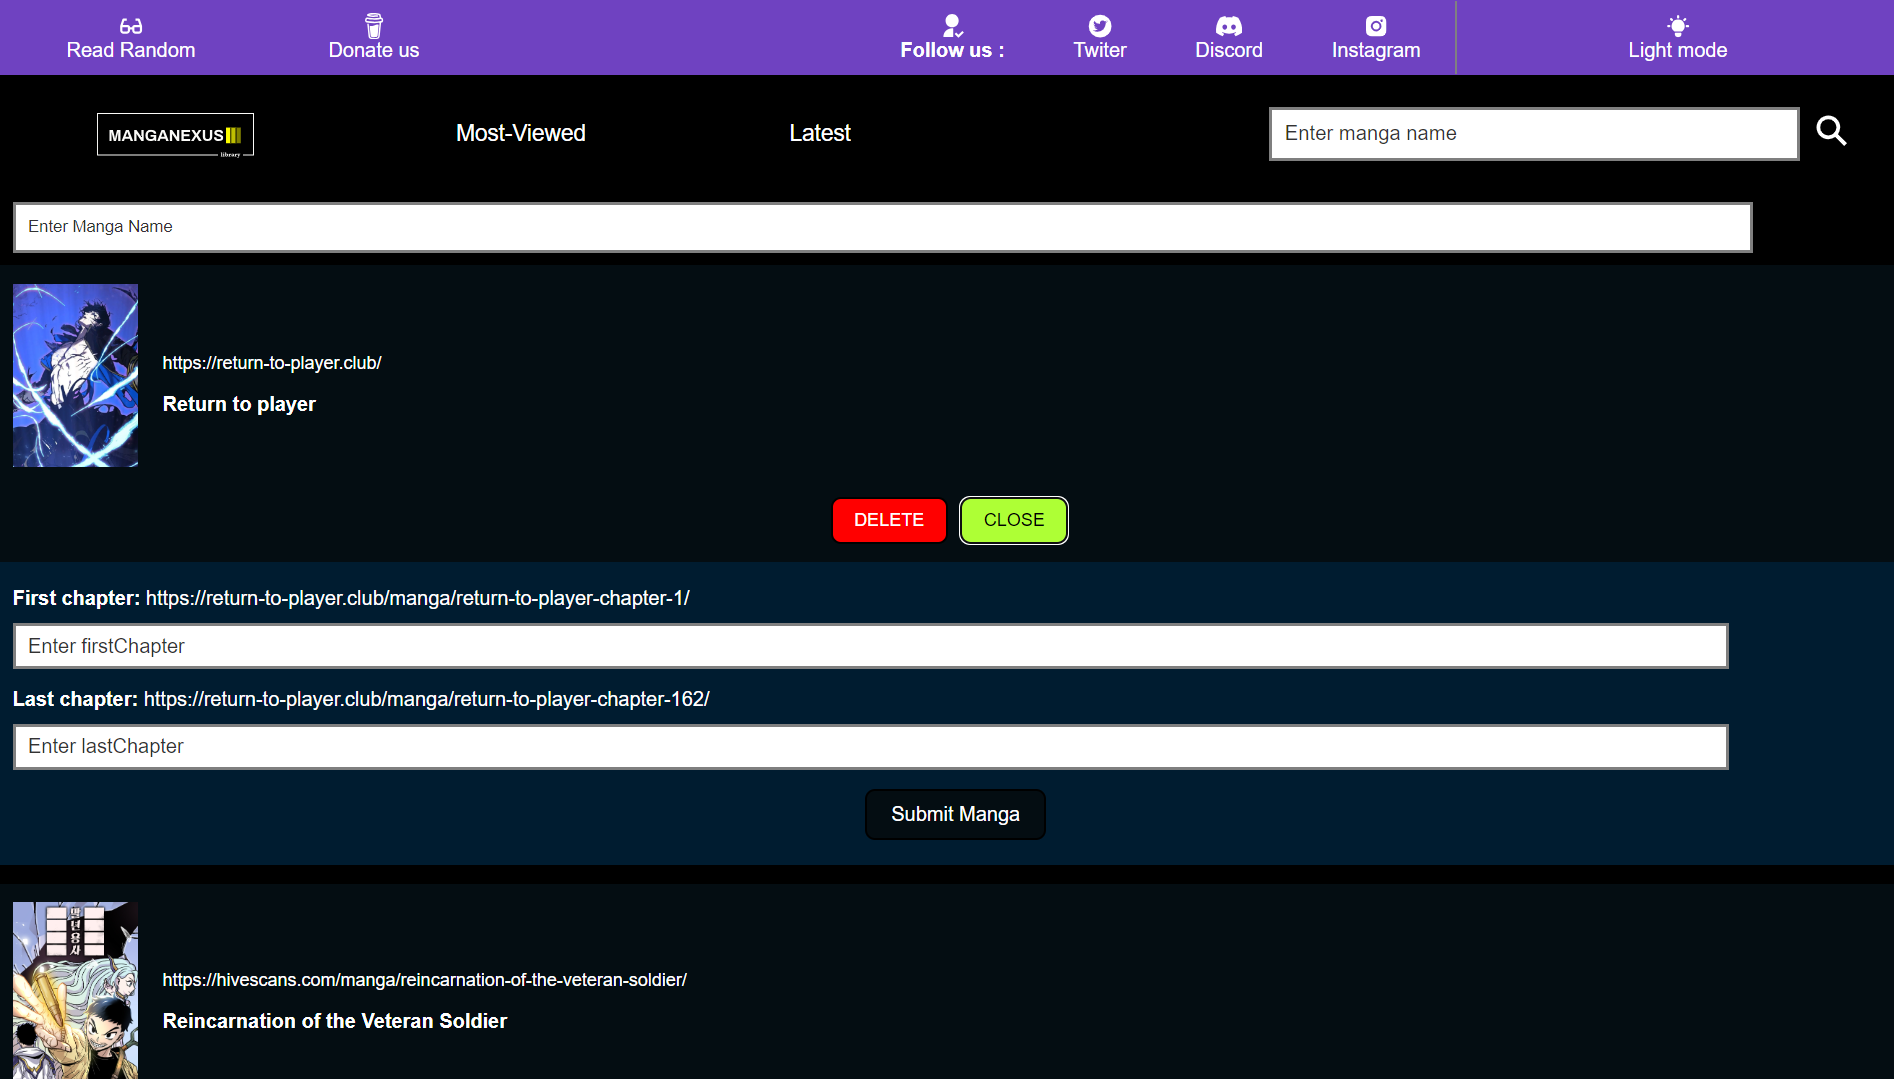 Read Random
Donate us
Follow us :
Twiter
Discord
Instagram
Light mode
MANGANEXUS
library
Most-Viewed
Latest
Enter manga name
Enter Manga Name
https://return-to-player.club/
Return to player
DELETE
CLOSE
First chapter: https://return-to-player.club/manga/return-to-player-chapter-1/
Enter firstChapter
Last chapter: https://return-to-player.club/manga/return-to-player-chapter-162/
Enter lastChapter
Submit Manga
말년용사
https://hivescans.com/manga/reincarnation-of-the-veteran-soldier/
Reincarnation of the Veteran Soldier